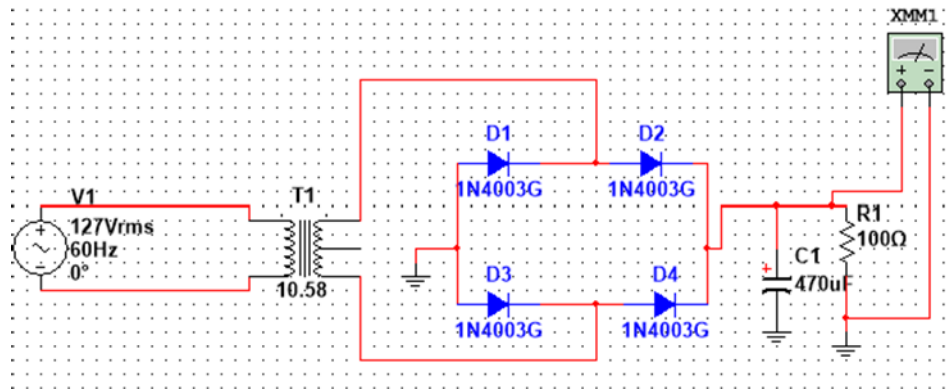 XMM1
+ −
D1
D2
1N4003G
1N4003G
V1
127Vrms
60Hz
0°
T1
10.58
R1
100Ω
C1
470uF
+
D3
D4
1N4003G
1N4003G